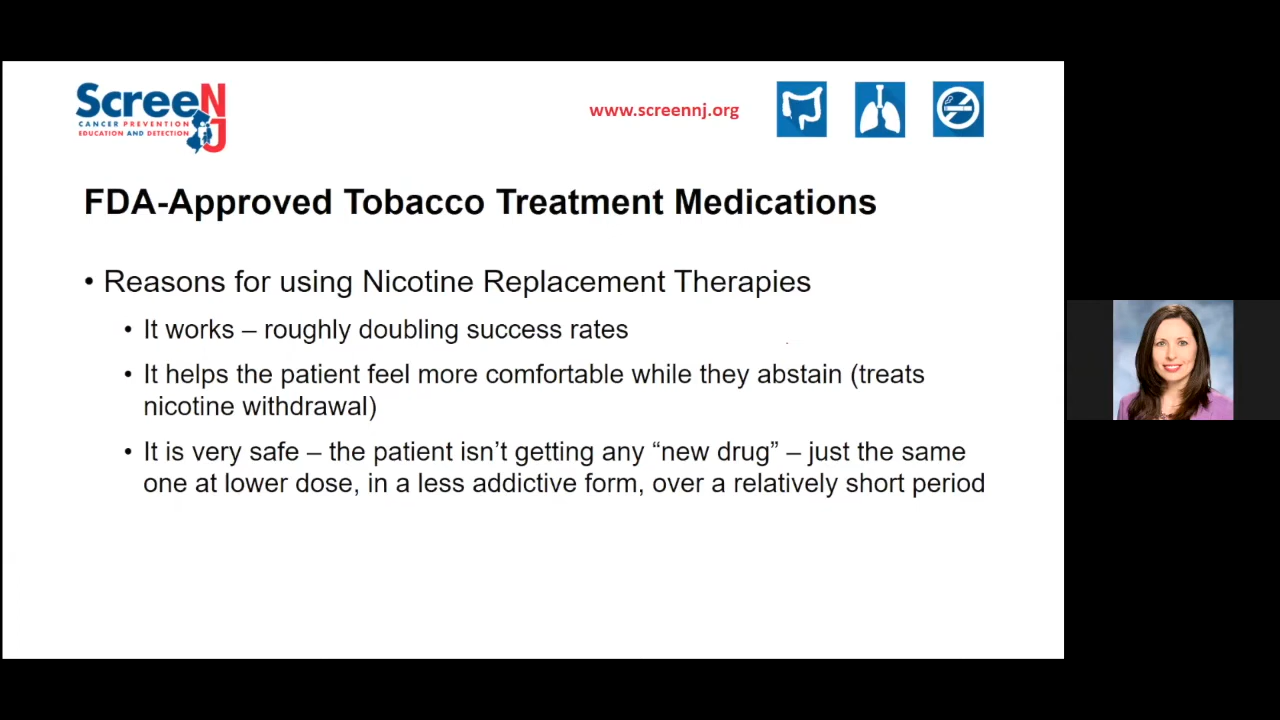 ScreeNJ
CANCER PREVENTION
EDUCATION AND DETECTION
www.screennj.org
FDA-Approved Tobacco Treatment Medications
• Reasons for using Nicotine Replacement Therapies
• It works – roughly doubling success rates
• It helps the patient feel more comfortable while they abstain (treats
nicotine withdrawal)
• It is very safe – the patient isn’t getting any “new drug” – just the same
one at lower dose, in a less addictive form, over a relatively short period